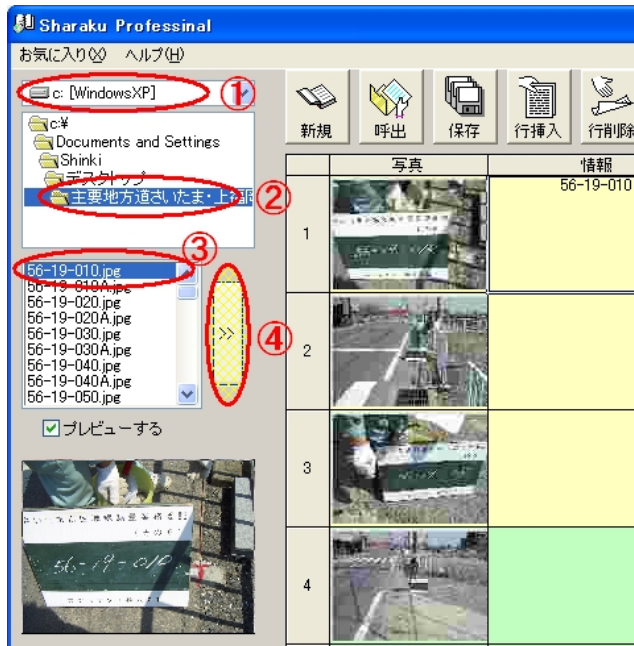 Sharaku Professinal
お気に入り(X) ヘルプ(H)
c: [WindowsXP]
①
c:¥
Documents and Settings
Shinki
デスクトップ
主要地方道さいたま・上福岡
②
③
56-19-010.jpg
56-19-010A.jpg
56-19-020.jpg
56-19-020A.jpg
56-19-030.jpg
56-19-030A.jpg
56-19-040.jpg
56-19-040A.jpg
56-19-050.jpg
>>
④
プレビューする
56-19-010
新規
呼出
保存
行挿入
行削除
写真
情報
1
56-19-010
2
3
4